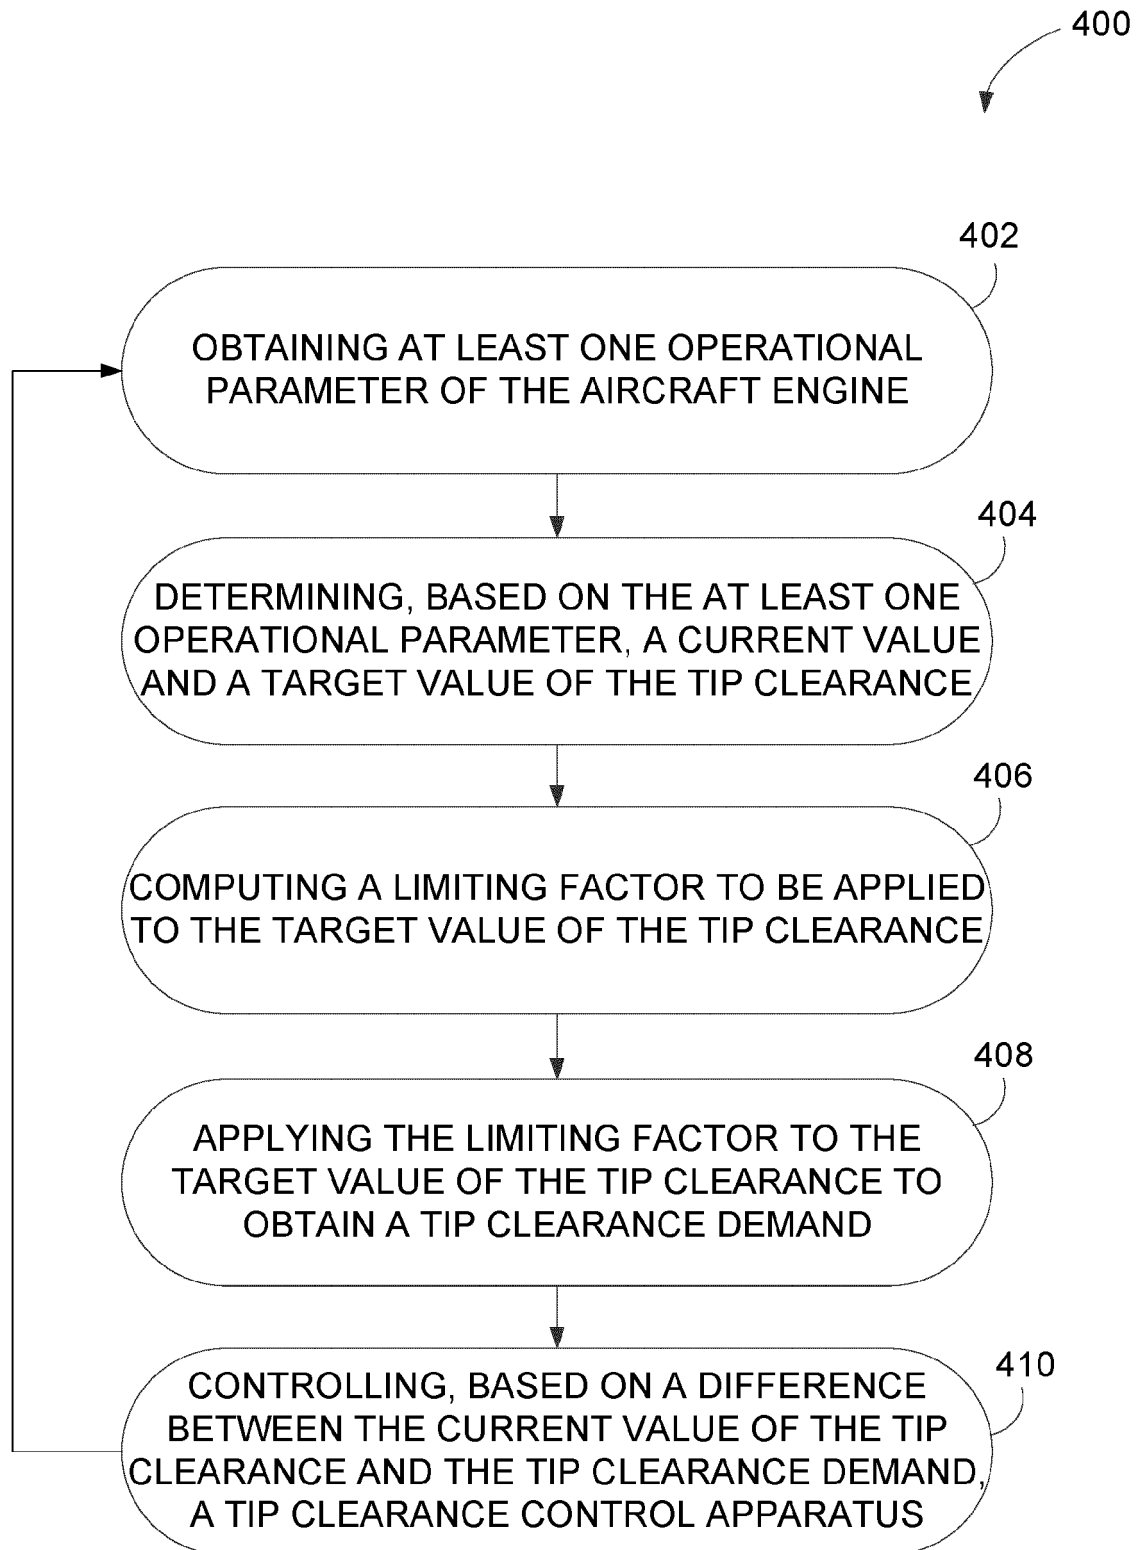 400
402
OBTAINING AT LEAST ONE OPERATIONAL
PARAMETER OF THE AIRCRAFT ENGINE
404
DETERMINING, BASED ON THE AT LEAST ONE
OPERATIONAL PARAMETER, A CURRENT VALUE
AND A TARGET VALUE OF THE TIP CLEARANCE
406
COMPUTING A LIMITING FACTOR TO BE APPLIED
TO THE TARGET VALUE OF THE TIP CLEARANCE
408
APPLYING THE LIMITING FACTOR TO THE
TARGET VALUE OF THE TIP CLEARANCE TO
OBTAIN A TIP CLEARANCE DEMAND
410
CONTROLLING, BASED ON A DIFFERENCE
BETWEEN THE CURRENT VALUE OF THE TIP
CLEARANCE AND THE TIP CLEARANCE DEMAND,
A TIP CLEARANCE CONTROL APPARATUS